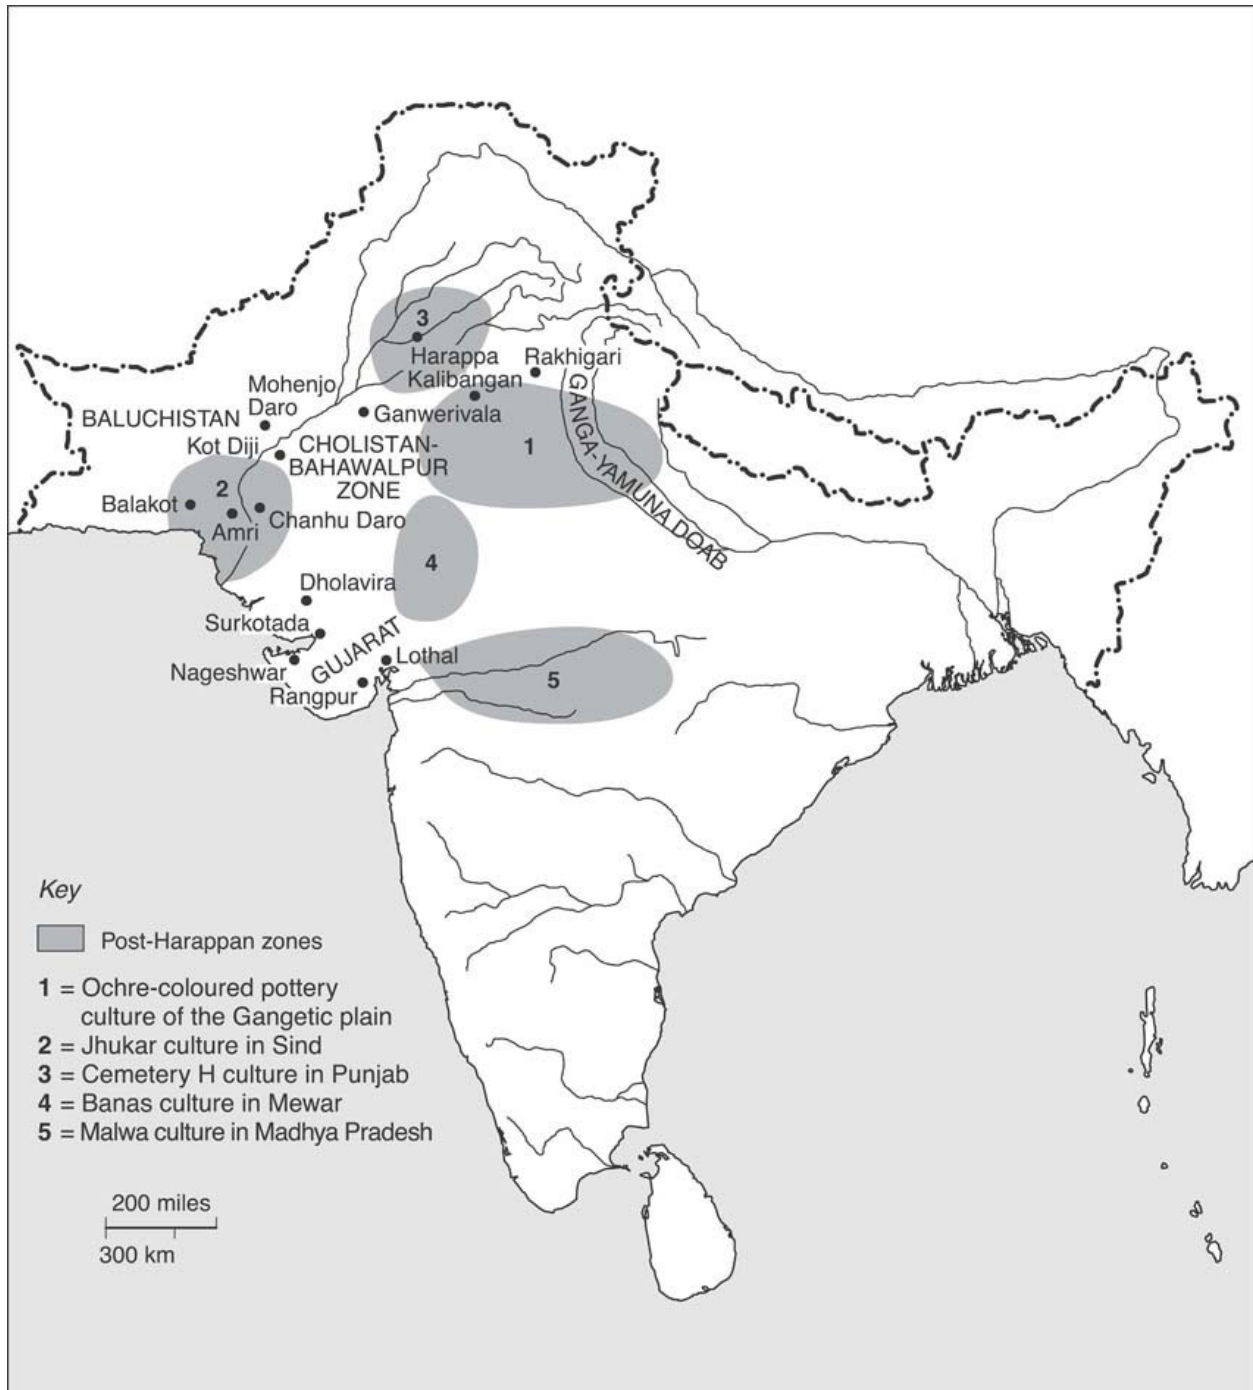 3
Harappa
Rakhigari
Kalibangan
Mohenjo
Daro
Ganwerivala
BALUCHISTAN
Kot Diji
CHOLISTAN-
BAHAWALPUR
ZONE
1
GANGA-YAMUNA DOAB
2
Balakot
Chanhu Daro
Amri
4
Dholavira
Surkotada
GUJARAT
Lothal
Nageshwar
Rangpur
5
Key
Post-Harappan zones
1 = Ochre-coloured pottery
culture of the Gangetic plain
2 = Jhukar culture in Sind
3 = Cemetery H culture in Punjab
4 = Banas culture in Mewar
5 = Malwa culture in Madhya Pradesh
200 miles
300 km